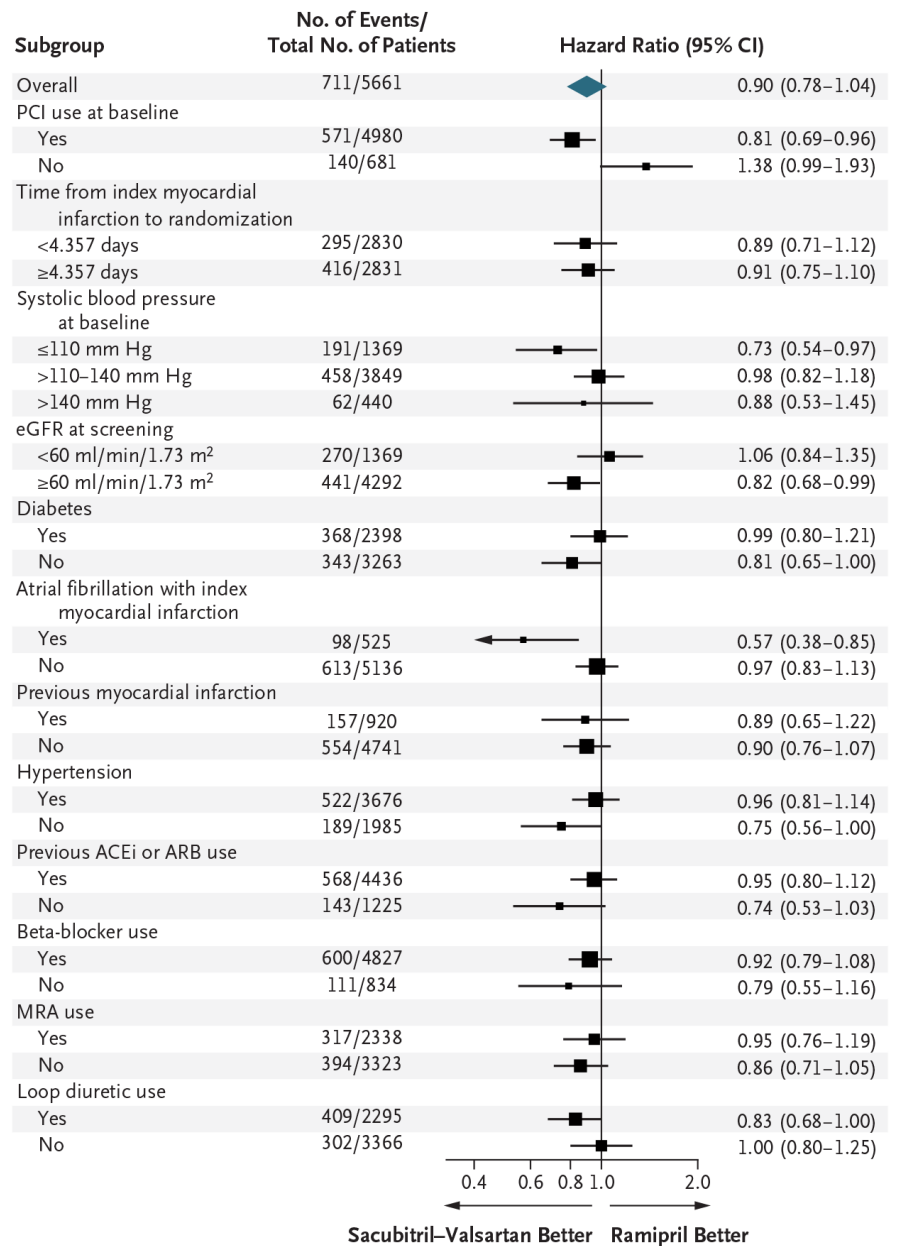 No. of Events/
Subgroup Total No. of Patients Hazard Ratio (95% CI)
Overall 711/5661 0.90 (0.78–1.04)
PCI use at baseline
Yes 571/4980 0.81 (0.69–0.96)
No 140/681 1.38 (0.99–1.93)
Time from index myocardial
infarction to randomization
<4.357 days 295/2830 0.89 (0.71–1.12)
≥4.357 days 416/2831 0.91 (0.75–1.10)
Systolic blood pressure
at baseline
≤110 mm Hg 191/1369 0.73 (0.54–0.97)
>110–140 mm Hg 458/3849 0.98 (0.82–1.18)
>140 mm Hg 62/440 0.88 (0.53–1.45)
eGFR at screening
<60 ml/min/1.73 m² 270/1369 1.06 (0.84–1.35)
≥60 ml/min/1.73 m² 441/4292 0.82 (0.68–0.99)
Diabetes
Yes 368/2398 0.99 (0.80–1.21)
No 343/3263 0.81 (0.65–1.00)
Atrial fibrillation with index
myocardial infarction
Yes 98/525 0.57 (0.38–0.85)
No 613/5136 0.97 (0.83–1.13)
Previous myocardial infarction
Yes 157/920 0.89 (0.65–1.22)
No 554/4741 0.90 (0.76–1.07)
Hypertension
Yes 522/3676 0.96 (0.81–1.14)
No 189/1985 0.75 (0.56–1.00)
Previous ACEi or ARB use
Yes 568/4436 0.95 (0.80–1.12)
No 143/1225 0.74 (0.53–1.03)
Beta-blocker use
Yes 600/4827 0.92 (0.79–1.08)
No 111/834 0.79 (0.55–1.16)
MRA use
Yes 317/2338 0.95 (0.76–1.19)
No 394/3323 0.86 (0.71–1.05)
Loop diuretic use
Yes 409/2295 0.83 (0.68–1.00)
No 302/3366 1.00 (0.80–1.25)
0.4 0.6 0.8 1.0 2.0
Sacubitril–Valsartan Better Ramipril Better